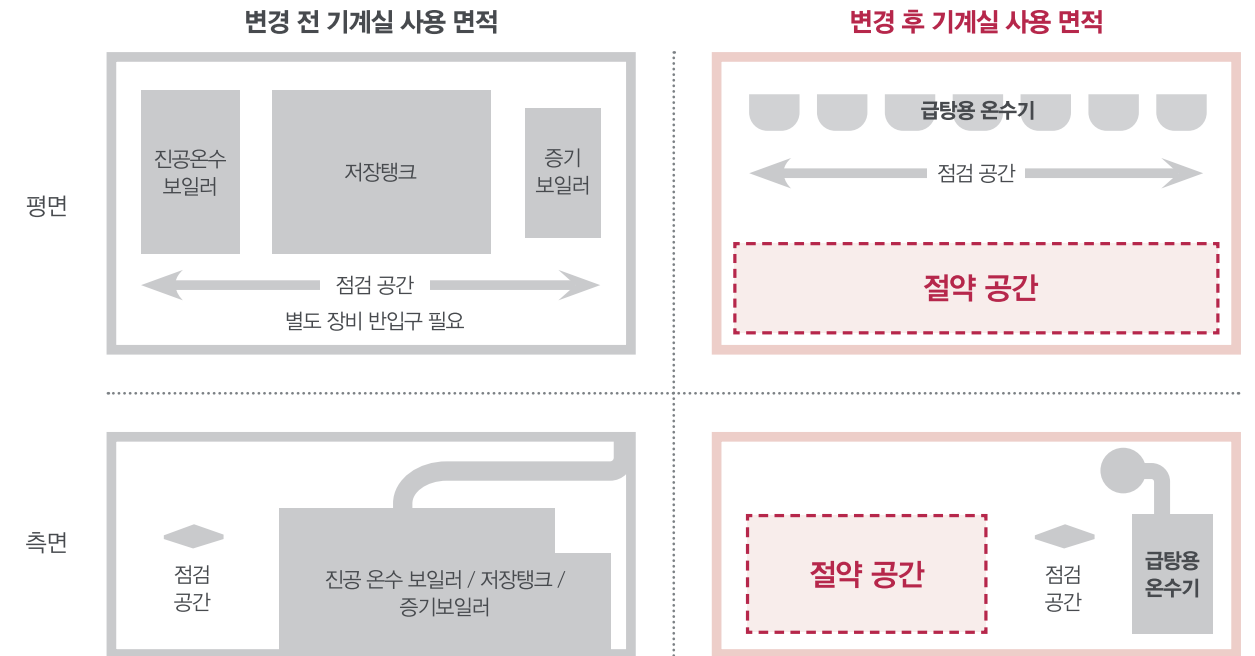 변경 전 기계실 사용 면적
변경 후 기계실 사용 면적
평면
진공온수
보일러
저장탱크
증기
보일러
점검 공간
별도 장비 반입구 필요
급탕용 온수기
점검 공간
절약 공간
측면
점검
공간
진공 온수 보일러 / 저장탱크 /
증기보일러
절약 공간
점검
공간
급탕용
온수기